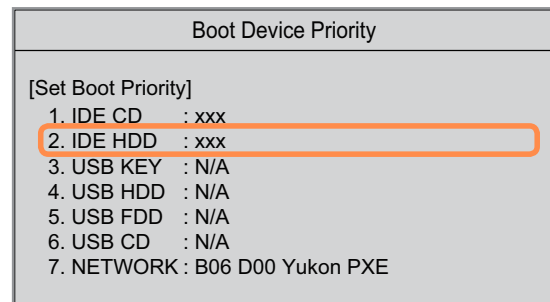 Boot Device Priority
[Set Boot Priority]
1. IDE CD : xxx
2. IDE HDD : xxx
3. USB KEY : N/A
4. USB HDD : N/A
5. USB FDD : N/A
6. USB CD : N/A
7. NETWORK : B06 D00 Yukon PXE